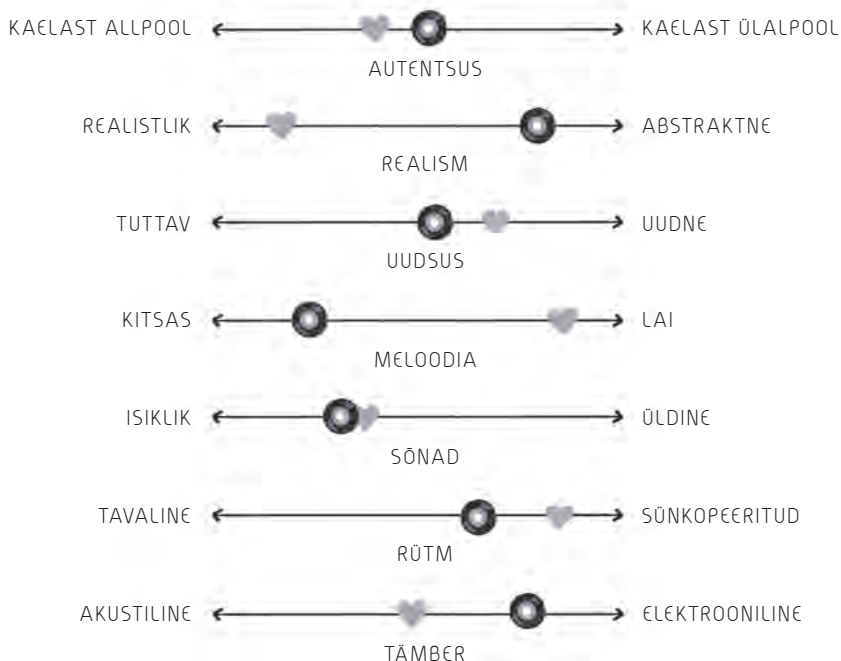 KAELAST ALLPOOL KAELAST ÜLALPOOL
AUTENTSUS
REALISTLIK ABSTRAKTNE
REALISM
TUTTAV UUDNE
UUDSUS
KITSAS LAI
MELOODIA
ISIKLIK ÜLDINE
SÕNAD
TAVALINE SÜNKOPEERITUD
RÜTM
AKUSTILINE ELEKTROONILINE
TÄMBER